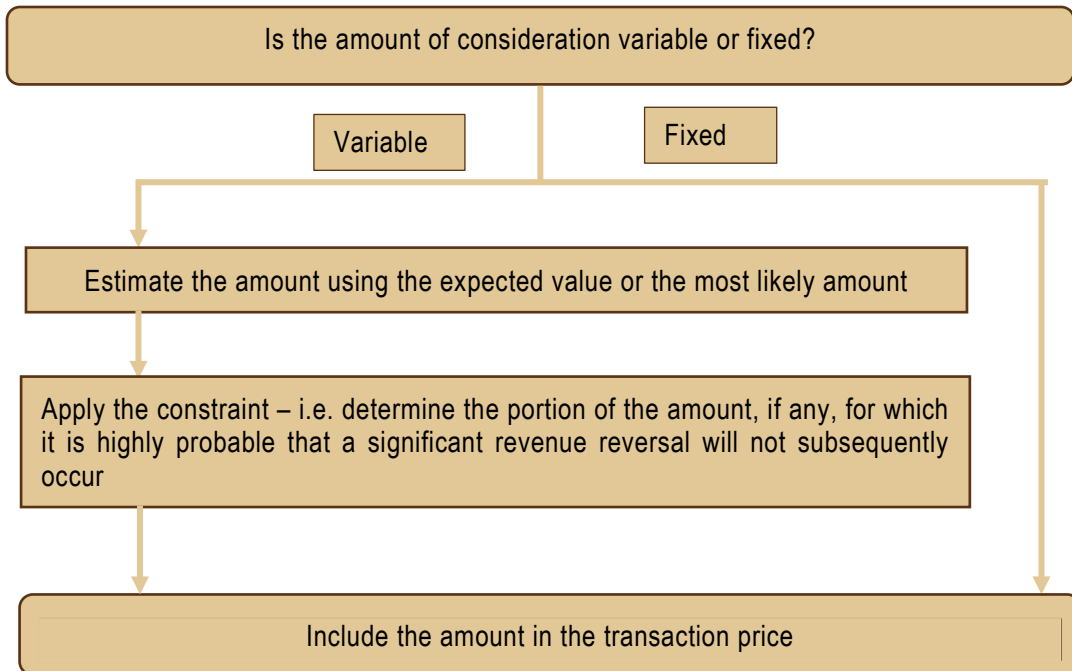 Is the amount of consideration variable or fixed?
Variable
Fixed
Estimate the amount using the expected value or the most likely amount
Apply the constraint – i.e. determine the portion of the amount, if any, for which
it is highly probable that a significant revenue reversal will not subsequently
occur
Include the amount in the transaction price